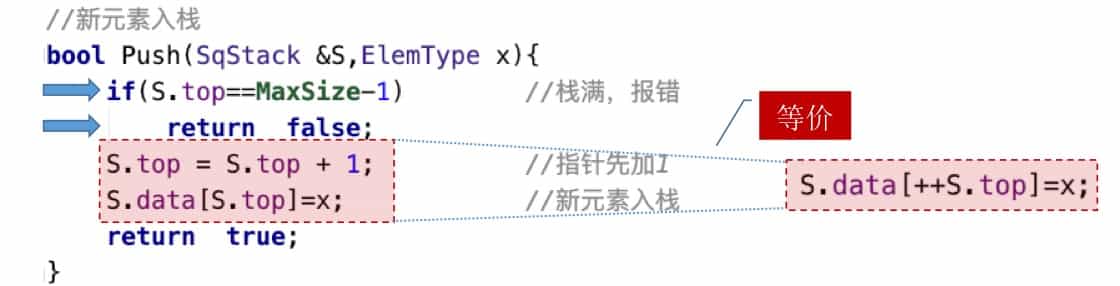 //新元素入栈
bool Push(SqStack &S,ElemType x){
if(S.top==MaxSize-1) //栈满，报错
return false;
S.top = S.top + 1; //指针先加1
S.data[S.top]=x; //新元素入栈
return true;
}
等价
S.data[++S.top]=x;